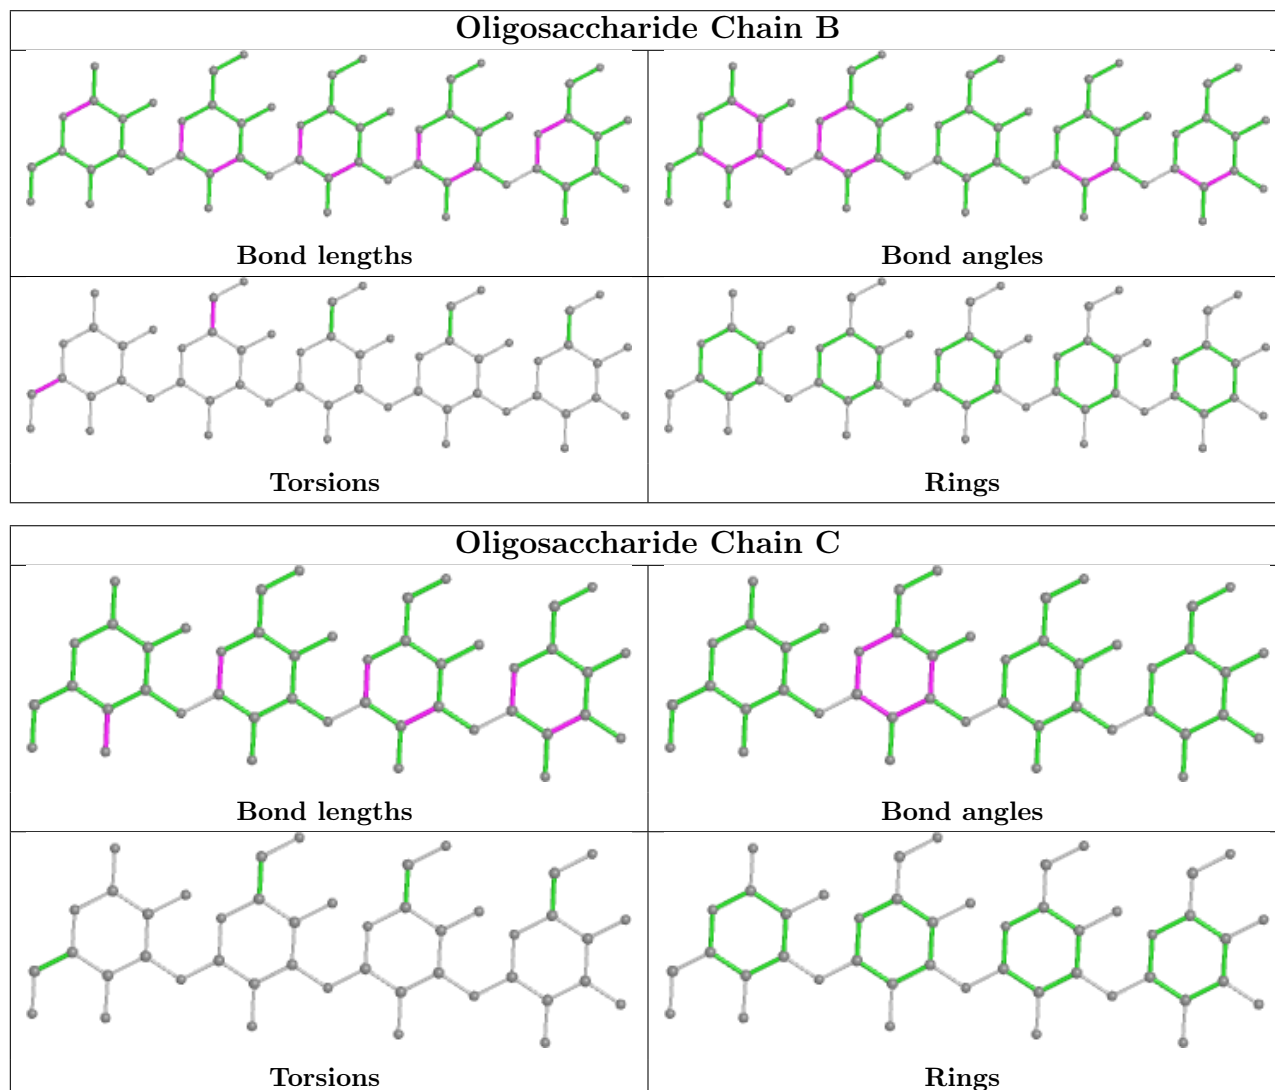 Oligosaccharide Chain B
Bond lengths
Bond angles
Torsions
Rings
Oligosaccharide Chain C
Bond lengths
Bond angles
Torsions
Rings